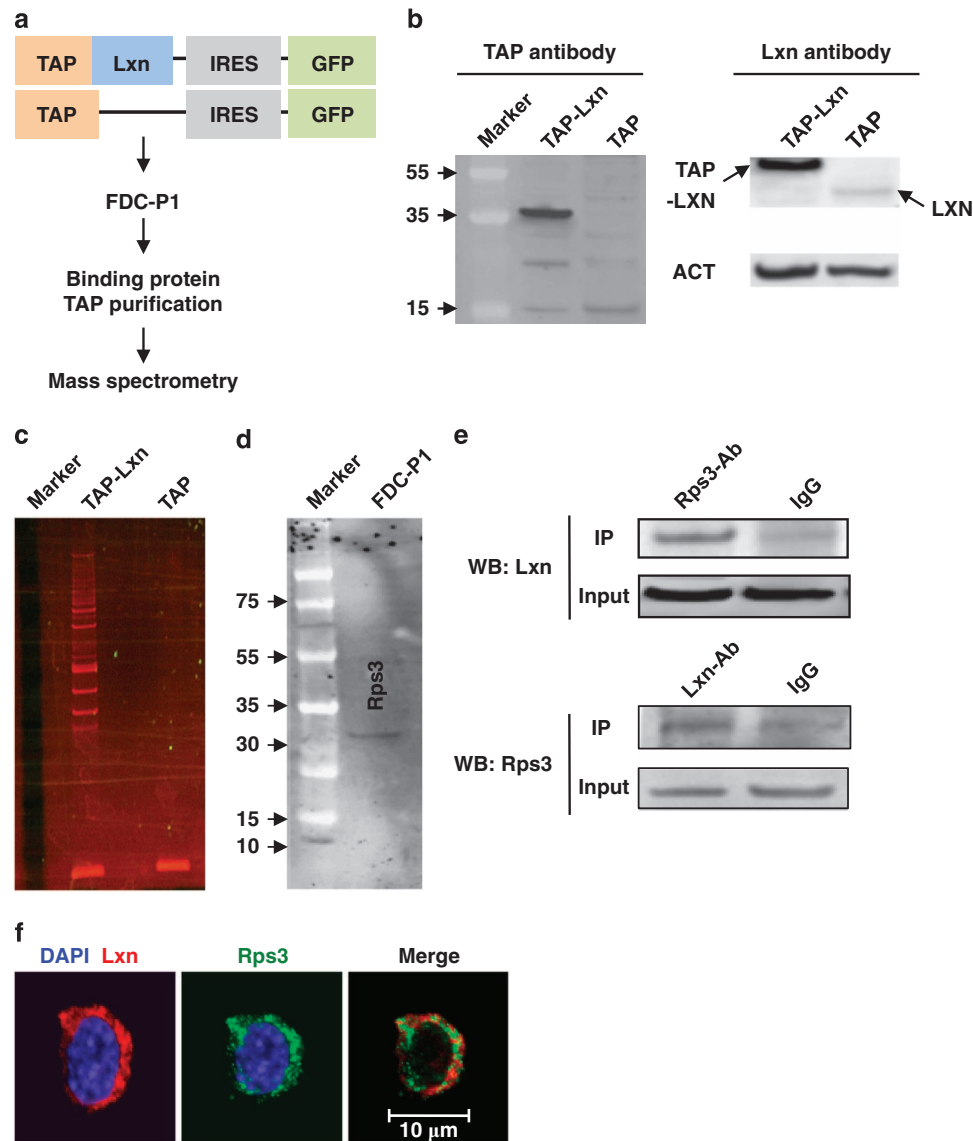 a
TAP Lxn IRES GFP
TAP IRES GFP
FDC-P1
Binding protein
TAP purification
Mass spectrometry
b
TAP antibody
Marker TAP-Lxn TAP
55
35
15
Lxn antibody
TAP-Lxn TAP
TAP
-LXN
LXN
ACT
c
Marker TAP-Lxn TAP
d
Marker FDC-P1
75
55
35
30
15
10
Rps3
e
Rps3-Ab IgG
WB: Lxn
IP
Input
Lxn-Ab IgG
WB: Rps3
IP
Input
f
DAPI Lxn Rps3 Merge
10 μm